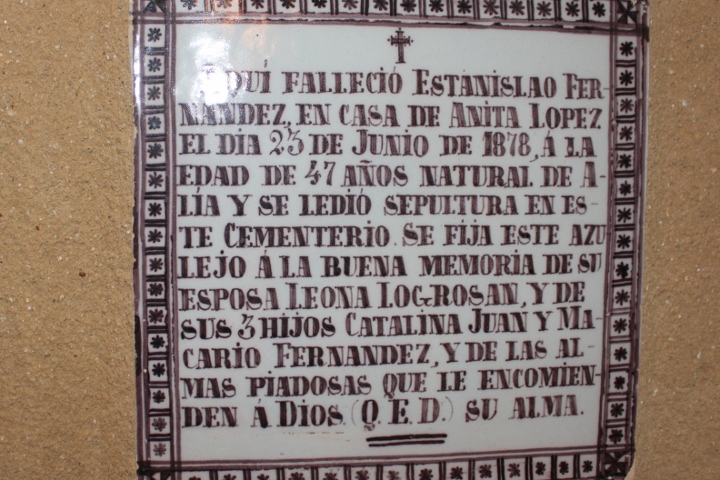 AQUÍ FALLECIÓ ESTANISLAO FER-
NANDEZ, EN CASA DE ANITA LOPEZ
EL DÍA 23 DE JUNIO DE 1878, Á LA
EDAD DE 47 AÑOS NATURAL DE A-
LÍA Y SE LEDIÓ SEPULTURA EN ES-
TE CEMENTERIO. SE FIJA ESTE AZU
LEJO Á LA BUENA MEMORIA DE SU
ESPOSA LEONA LOGROSAN, Y DE
SUS 3 HIJOS CATALINA JUAN Y MA-
CARIO FERNANDEZ, Y DE LAS AL-
MAS PIADOSAS QUE LE ENCOMIEN-
DEN Á DIOS (Q. E. D.) SU ALMA.